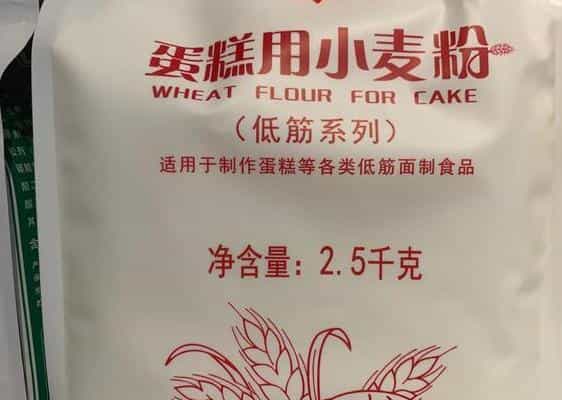 蛋糕用小麦粉
WHEAT FLOUR FOR CAKE
（低筋系列）
适用于制作蛋糕等各类低筋面制食品
净含量：2.5千克